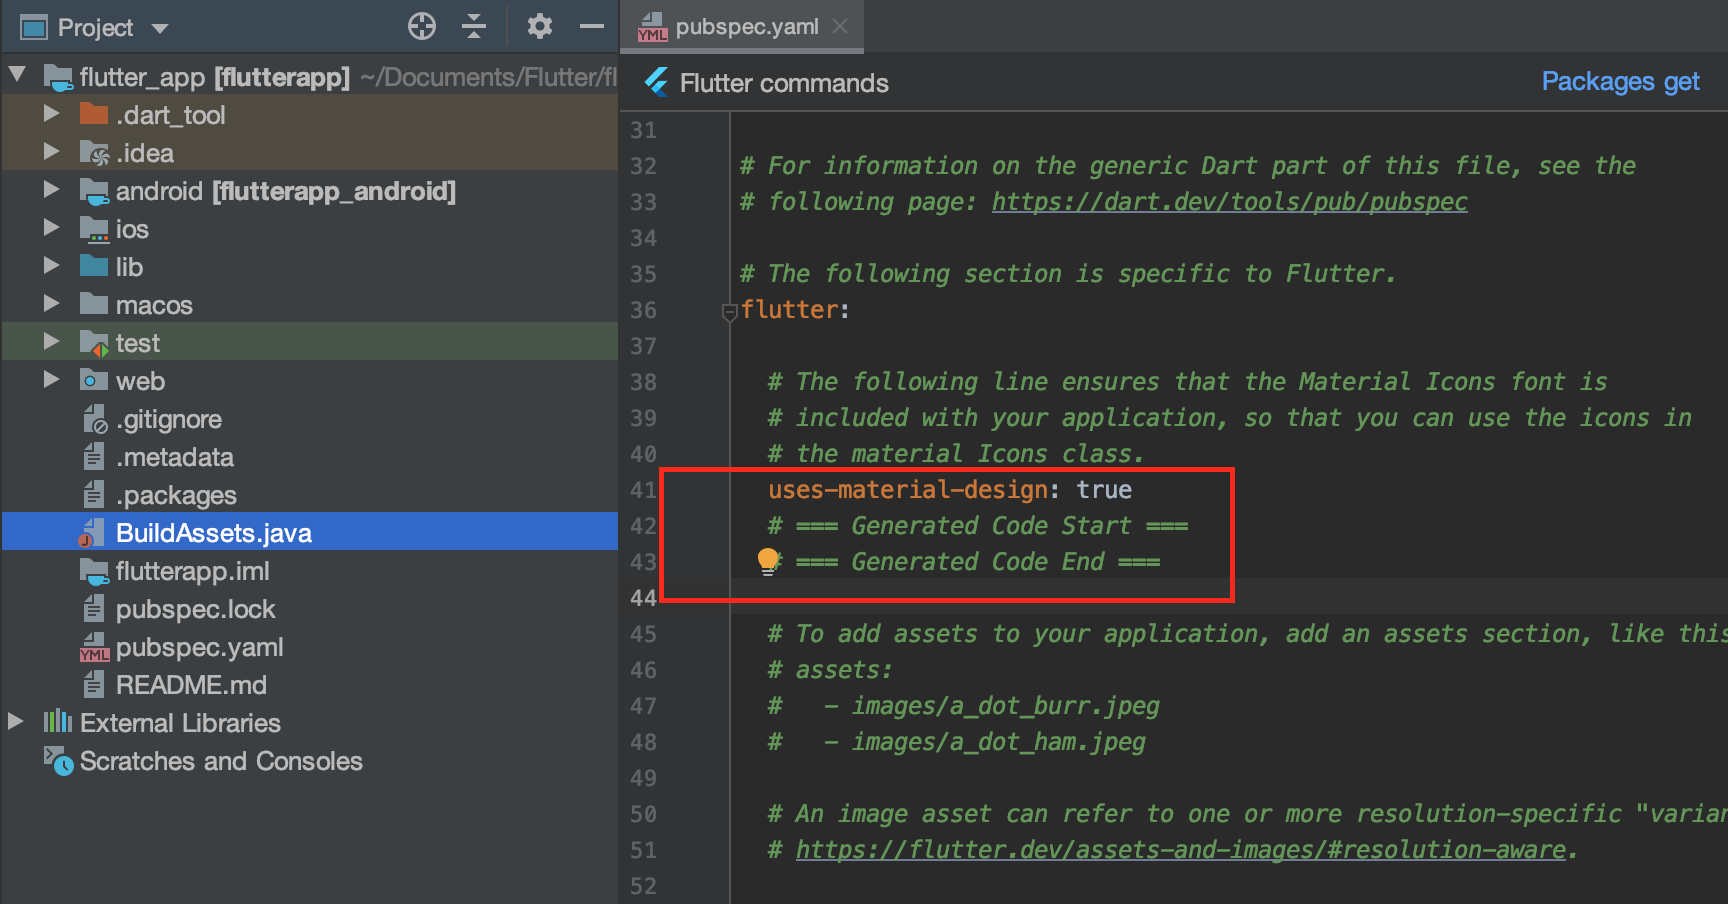 Project
flutter_app [flutterapp] ~/Documents/Flutter/fl
.dart_tool
.idea
android [flutterapp_android]
ios
lib
macos
test
web
.gitignore
.metadata
.packages
BuildAssets.java
flutterapp.iml
pubspec.lock
YML pubspec.yaml
README.md
External Libraries
Scratches and Consoles
YML pubspec.yaml
Flutter commands
Packages get
31
32 # For information on the generic Dart part of this file, see the
33 # following page: https://dart.dev/tools/pub/pubspec
34
35 # The following section is specific to Flutter.
36 flutter:
37
38 # The following line ensures that the Material Icons font is
39 # included with your application, so that you can use the icons in
40 # the material Icons class.
41 uses-material-design: true
42 # === Generated Code Start ===
43 # === Generated Code End ===
44
45 # To add assets to your application, add an assets section, like this
46 # assets:
47 #   - images/a_dot_burr.jpeg
48 #   - images/a_dot_ham.jpeg
49
50 # An image asset can refer to one or more resolution-specific "varian
51 # https://flutter.dev/assets-and-images/#resolution-aware.
52